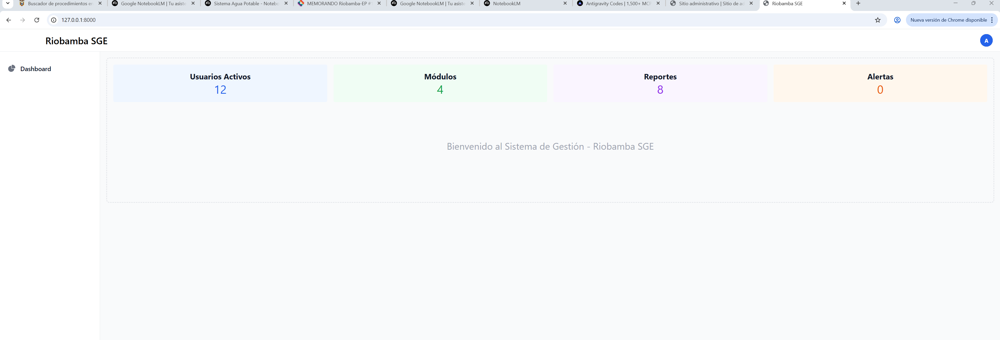 Buscador de procedimientos en
Google NotebookLM | Tu asiste
Sistema Agua Potable - Notebo
MEMORANDO Riobamba-EP #
Google NotebookLM | Tu asiste
NotebookLM
Antigravity Codes | 1,500+ MCP
Sitio administrativo | Sitio de ad
Riobamba SGE
127.0.0.1:8000
Nueva versión de Chrome disponible
Riobamba SGE
A
Dashboard
Usuarios Activos
12
Módulos
4
Reportes
8
Alertas
0
Bienvenido al Sistema de Gestión - Riobamba SGE